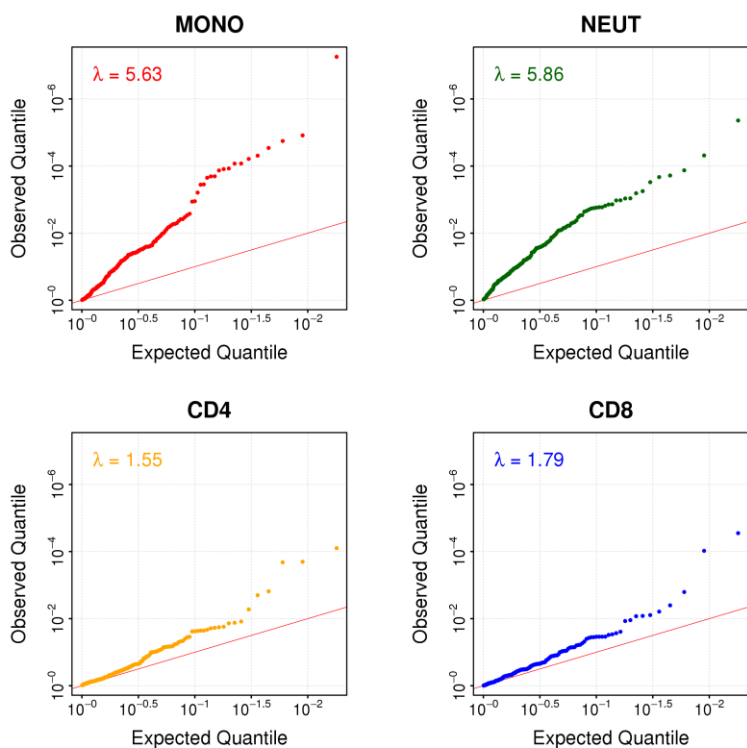 MONO
λ = 5.63
Observed Quantile
10⁻⁶
10⁻⁴
10⁻²
10⁻⁰
10⁻⁰ 10⁻⁰·⁵ 10⁻¹ 10⁻¹·⁵ 10⁻²
Expected Quantile
NEUT
λ = 5.86
Observed Quantile
10⁻⁶
10⁻⁴
10⁻²
10⁻⁰
10⁻⁰ 10⁻⁰·⁵ 10⁻¹ 10⁻¹·⁵ 10⁻²
Expected Quantile
CD4
λ = 1.55
Observed Quantile
10⁻⁶
10⁻⁴
10⁻²
10⁻⁰
10⁻⁰ 10⁻⁰·⁵ 10⁻¹ 10⁻¹·⁵ 10⁻²
Expected Quantile
CD8
λ = 1.79
Observed Quantile
10⁻⁶
10⁻⁴
10⁻²
10⁻⁰
10⁻⁰ 10⁻⁰·⁵ 10⁻¹ 10⁻¹·⁵ 10⁻²
Expected Quantile